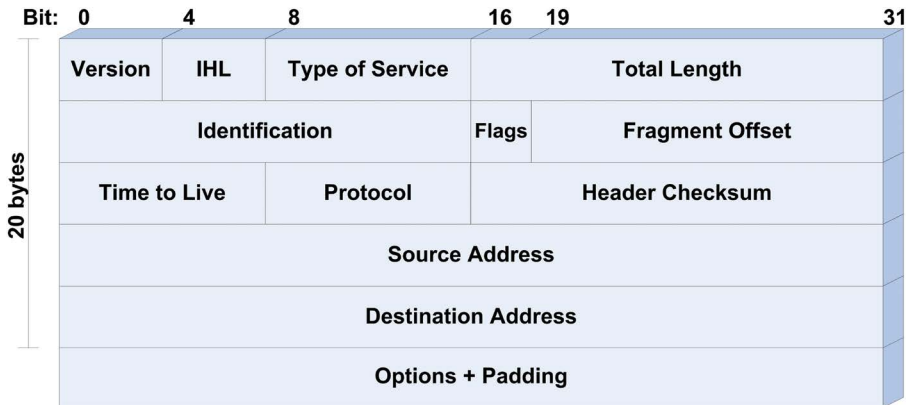 Bit: 0 4 8 16 19 31
Version IHL Type of Service Total Length
Identification Flags Fragment Offset
Time to Live Protocol Header Checksum
Source Address
Destination Address
Options + Padding
20 bytes